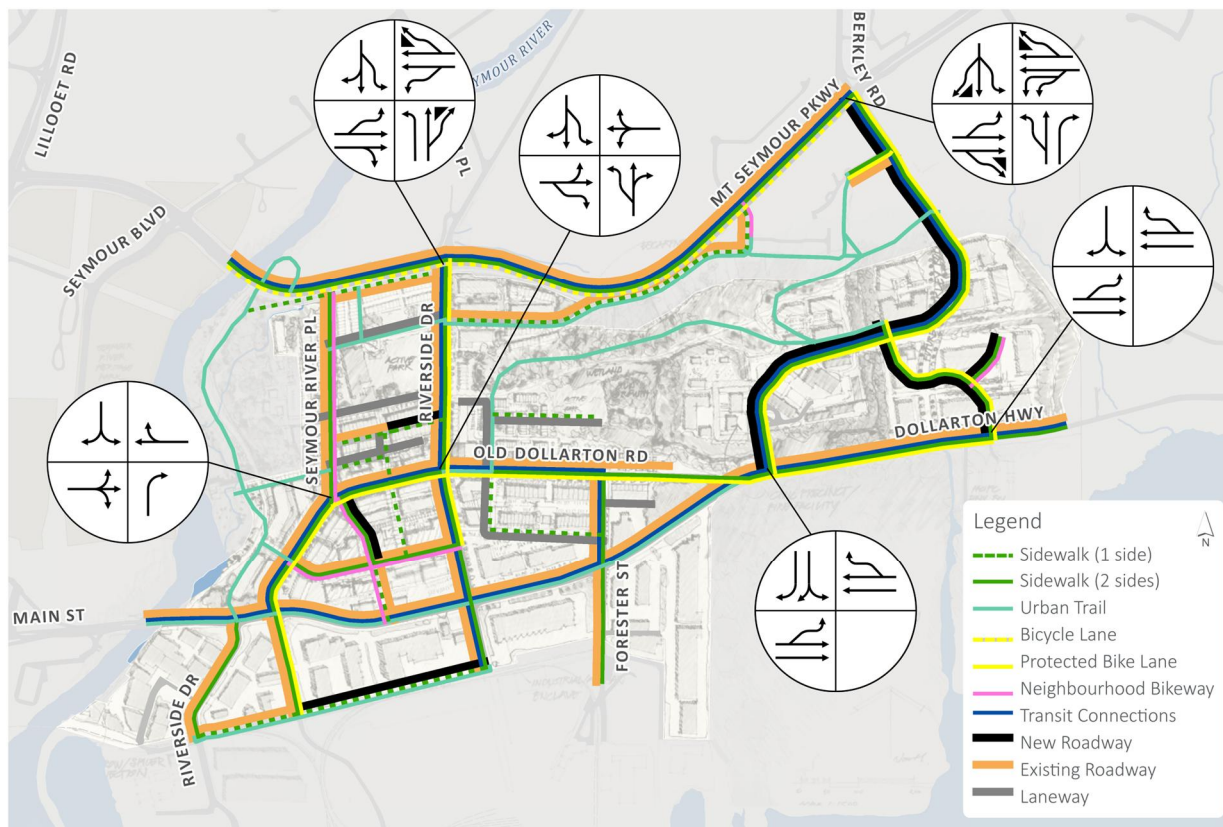 LILLOOET RD
BERKLEY RD
SEYMOUR RIVER
PL
MT SEYMOUR PKWY
SEYMOUR BLVD
SEYMOUR RIVER PL
RIVERSIDE DR
ACTIVE
PARK
WETLAND
DOLLARTON HWY
OLD DOLLARTON RD
MAIN ST
FORESTER ST
RIVERSIDE DR
Legend
N
Sidewalk (1 side)
Sidewalk (2 sides)
Urban Trail
Bicycle Lane
Protected Bike Lane
Neighbourhood Bikeway
Transit Connections
New Roadway
Existing Roadway
Laneway